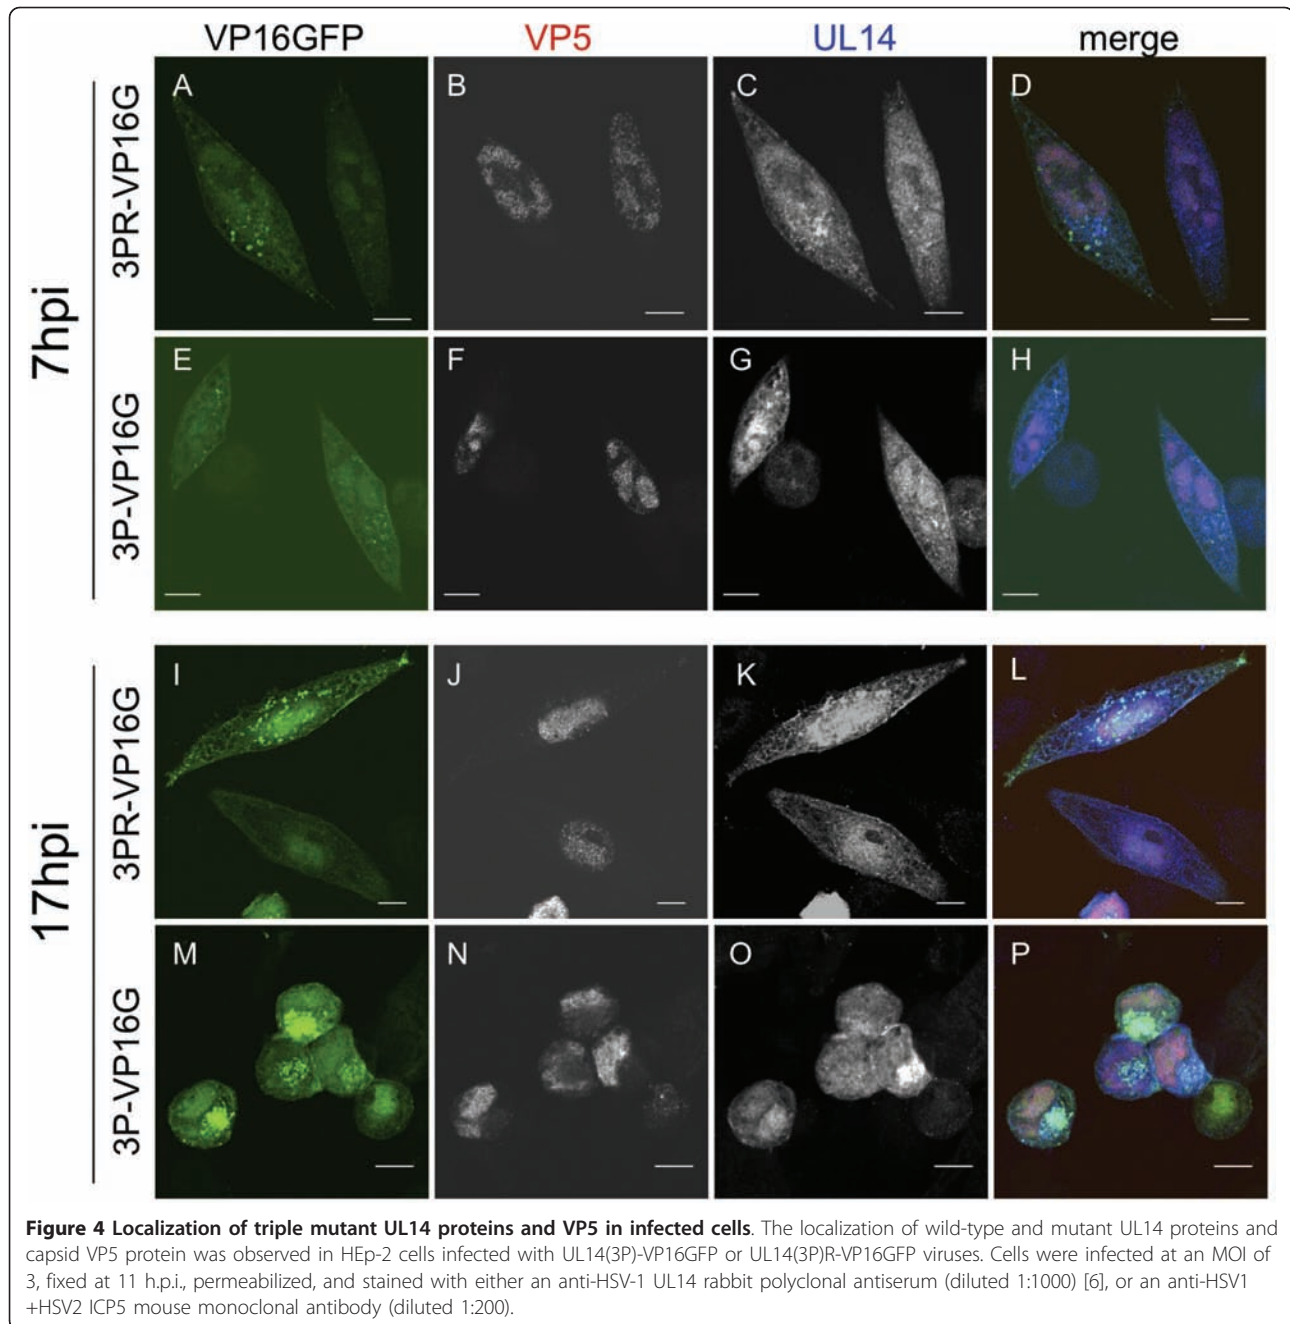 VP16GFP VP5 UL14 merge
7hpi
3PR-VP16G
A B C D
3P-VP16G
E F G H
17hpi
3PR-VP16G
I J K L
3P-VP16G
M N O P
Figure 4 Localization of triple mutant UL14 proteins and VP5 in infected cells. The localization of wild-type and mutant UL14 proteins and
capsid VP5 protein was observed in HEp-2 cells infected with UL14(3P)-VP16GFP or UL14(3P)R-VP16GFP viruses. Cells were infected at an MOI of
3, fixed at 11 h.p.i., permeabilized, and stained with either an anti-HSV-1 UL14 rabbit polyclonal antiserum (diluted 1:1000) [6], or an anti-HSV1
+HSV2 ICP5 mouse monoclonal antibody (diluted 1:200).